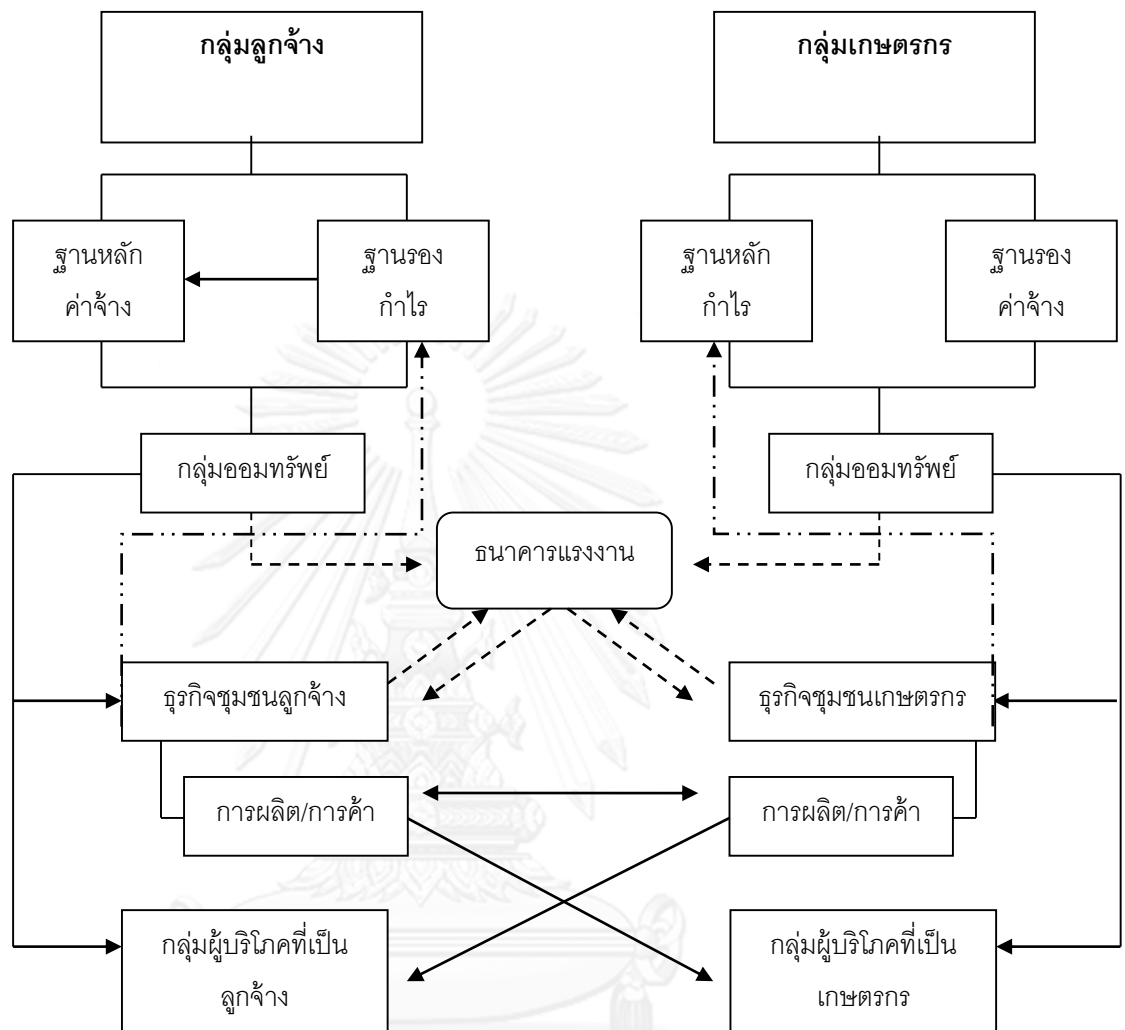 กลุ่มลูกจ้าง
กลุ่มเกษตรกร
ฐานหลัก
ค่าจ้าง
ฐานรอง
กำไร
ฐานหลัก
กำไร
ฐานรอง
ค่าจ้าง
กลุ่มออมทรัพย์
กลุ่มออมทรัพย์
ธนาคารแรงงาน
ธุรกิจชุมชนลูกจ้าง
ธุรกิจชุมชนเกษตรกร
การผลิต/การค้า
การผลิต/การค้า
กลุ่มผู้บริโภคที่เป็น
ลูกจ้าง
กลุ่มผู้บริโภคที่เป็น
เกษตรกร